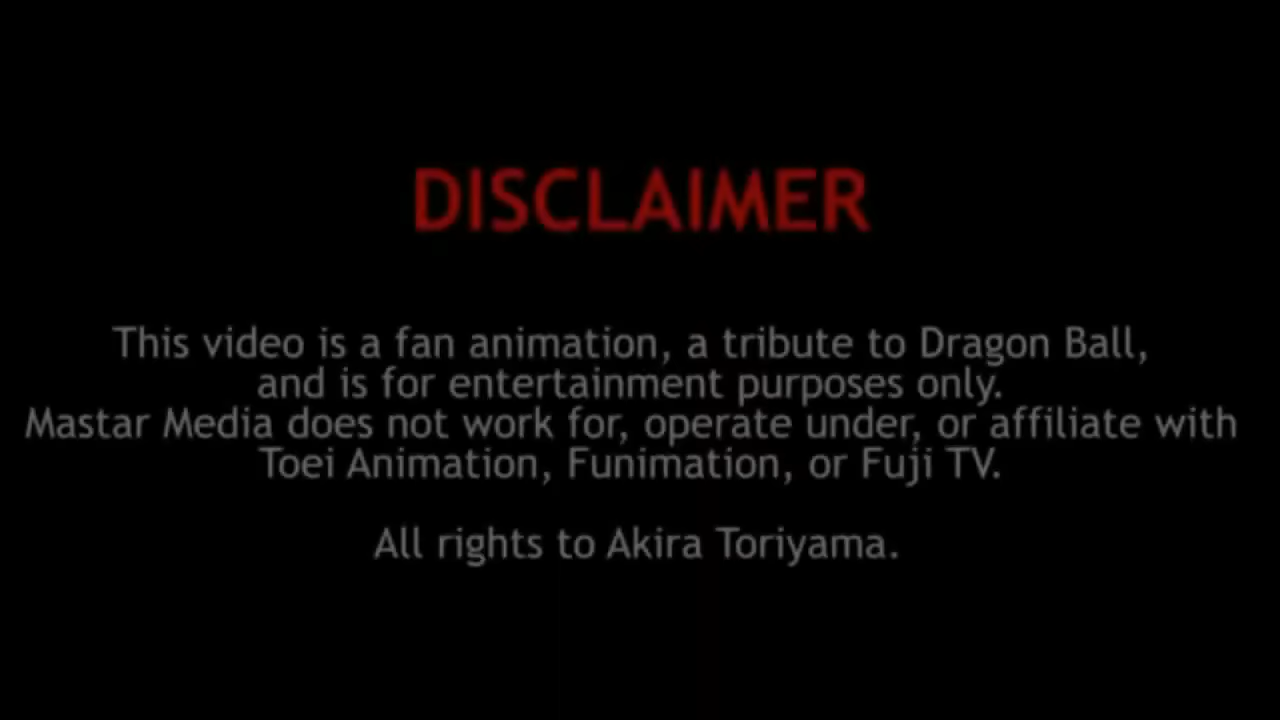 DISCLAIMER
This video is a fan animation, a tribute to Dragon Ball,
and is for entertainment purposes only.
Mastar Media does not work for, operate under, or affiliate with
Toei Animation, Funimation, or Fuji TV.
All rights to Akira Toriyama.